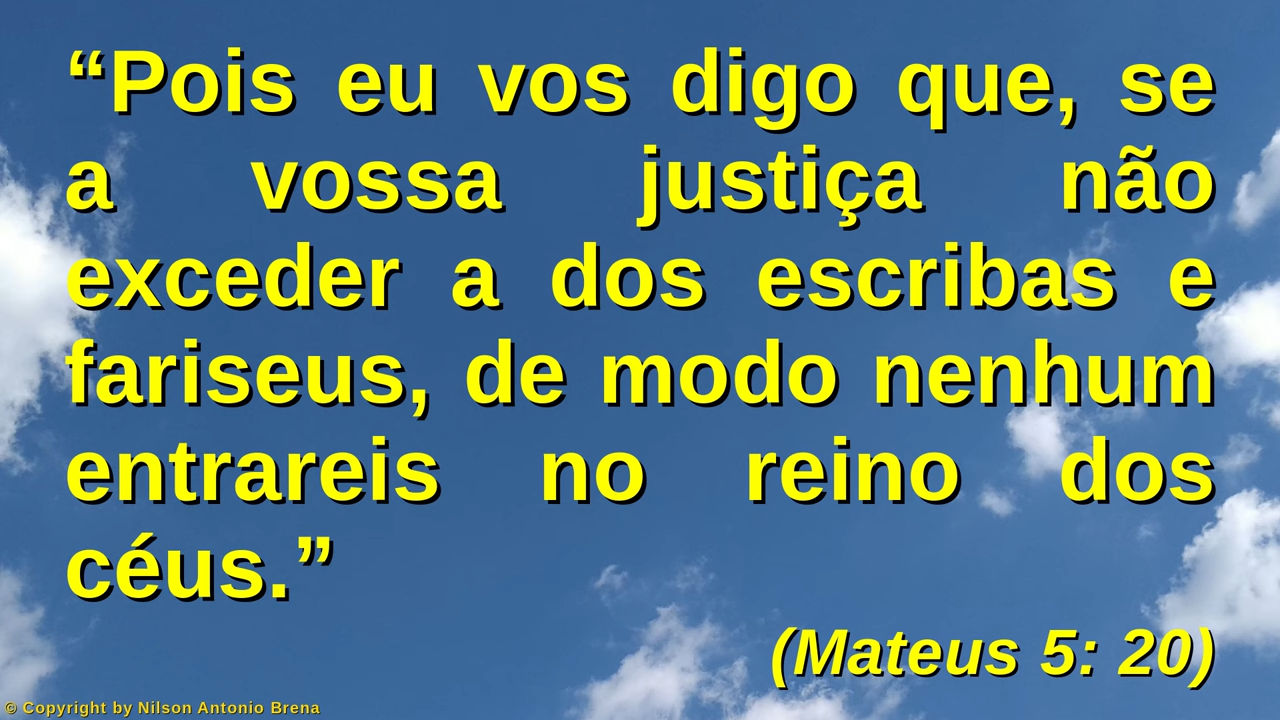 “Pois eu vos digo que, se
a vossa justiça não
exceder a dos escribas e
fariseus, de modo nenhum
entrareis no reino dos
céus.”
(Mateus 5: 20)
© Copyright by Nilson Antonio Brena